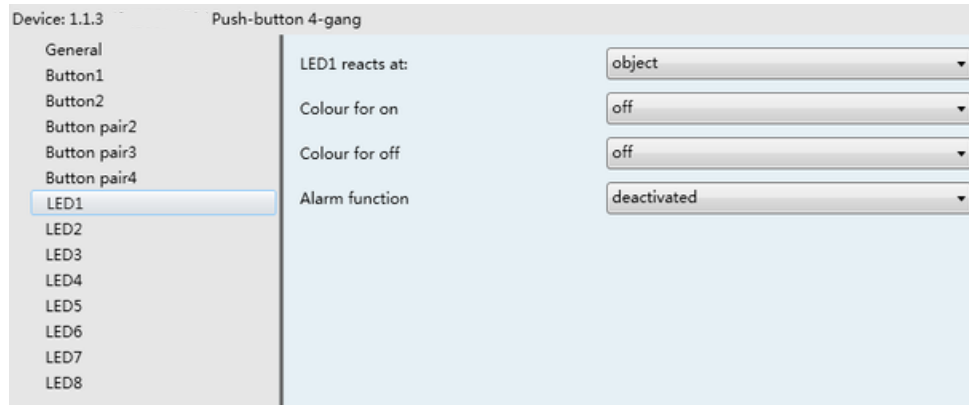 Device: 1.1.3 Push-button 4-gang
General
Button1
Button2
Button pair2
Button pair3
Button pair4
LED1
LED2
LED3
LED4
LED5
LED6
LED7
LED8
LED1 reacts at: object
Colour for on off
Colour for off off
Alarm function deactivated